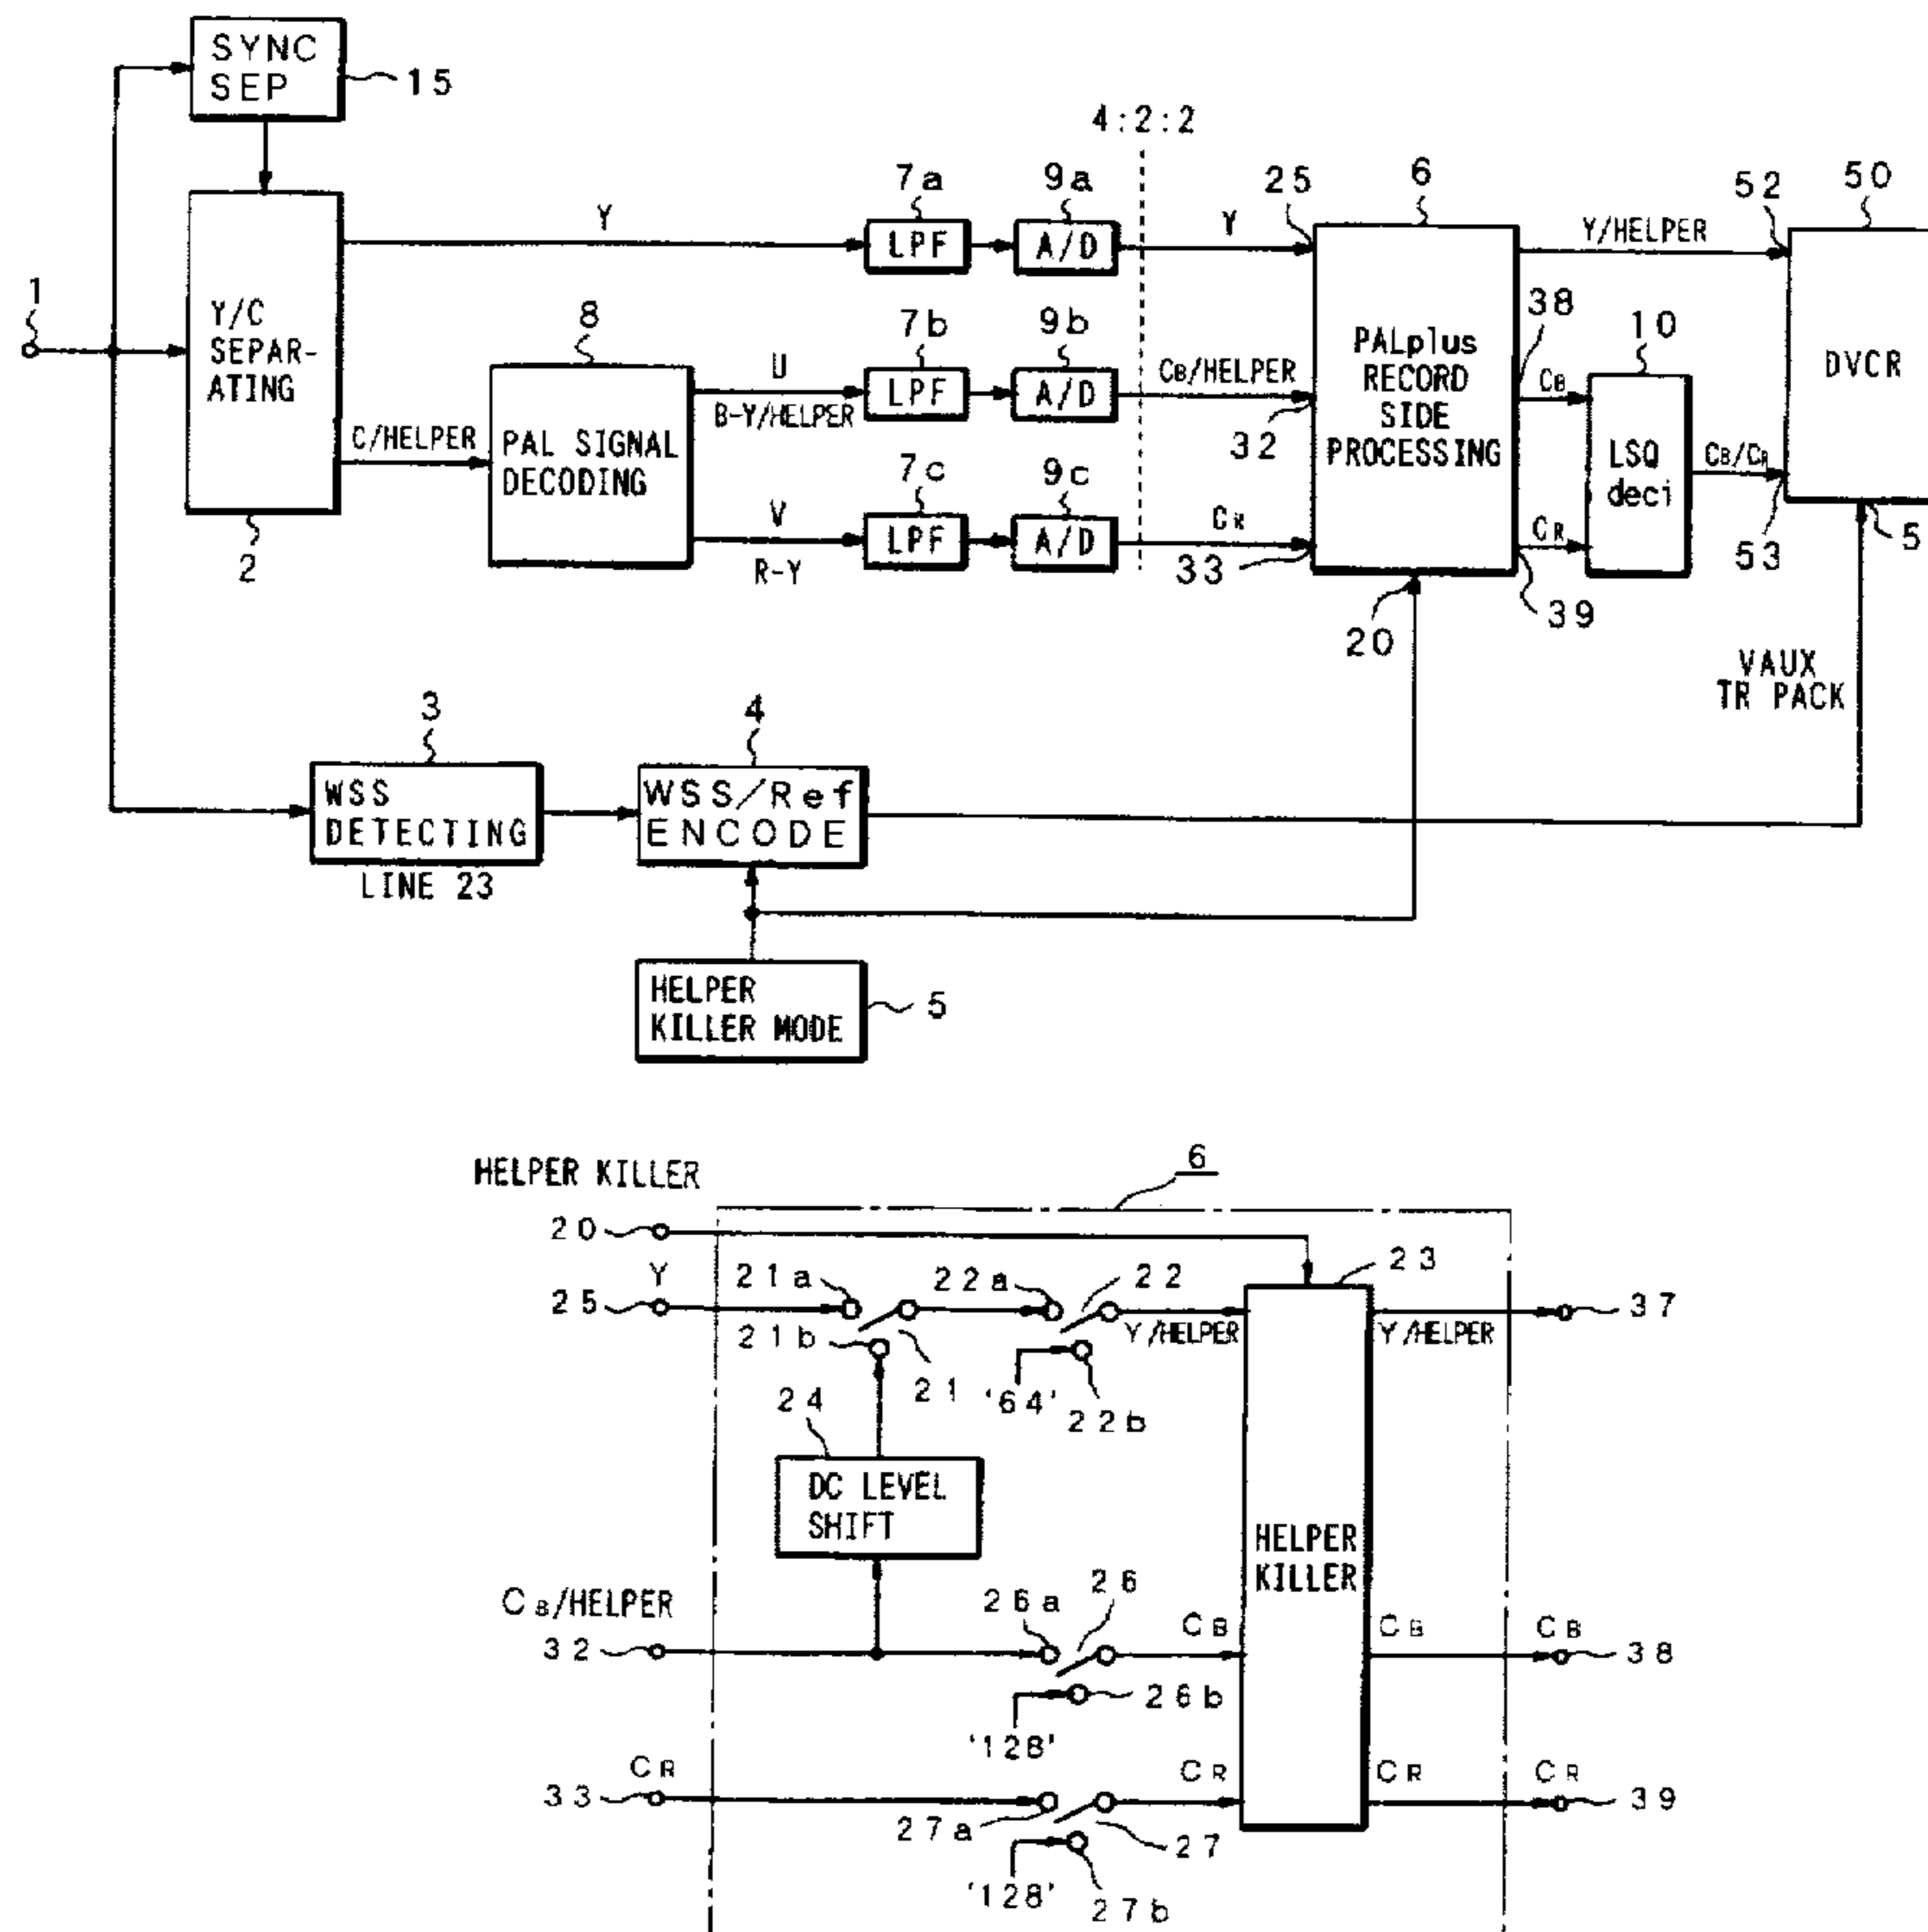 SYNC
SEP
15
4:2:2
7a
9a
25
6
52
50
Y
LPF
A/D
Y
Y/HELPER
1
Y/C
SEPAR-
ATING
8
7b
9b
38
10
PALplus
RECORD
SIDE
PROCESSING
DVCR
U
LPF
A/D
CB/HELPER
CB
B-Y/HELPER
C/HELPER
PAL SIGNAL
DECODING
32
LSQ
deci
CB/CR
7c
9c
V
LPF
A/D
CR
CR
R-Y
2
33
53
5
20
39
VAUX
TR PACK
3
4
WSS
DETECTING
WSS/Ref
ENCODE
LINE 23
HELPER
KILLER MODE
5
HELPER KILLER
6
20
23
Y
21a
22a
22
25
37
21b
Y/HELPER
Y/HELPER
24
21
'64'
22b
DC LEVEL
SHIFT
HELPER
KILLER
CB/HELPER
26a
26
32
CB
CB
CB
38
26b
'128'
CR
33
CR
CR
CR
39
27a
27
'128'
27b